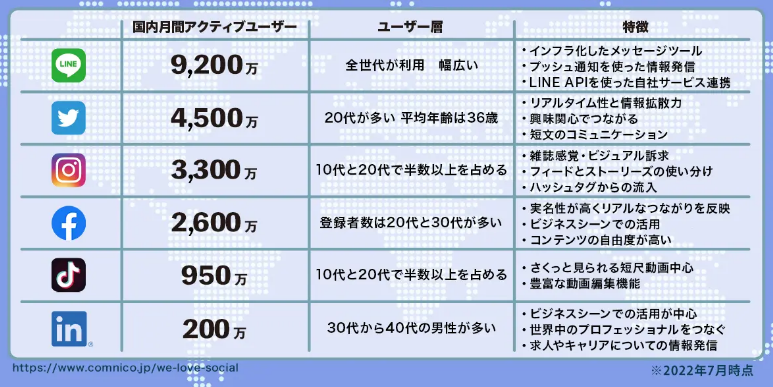 国内月間アクティブユーザー ユーザー層 特徴
LINE
9,200万
全世代が利用　幅広い
・インフラ化したメッセージツール
・プッシュ通知を使った情報発信
・LINE APIを使った自社サービス連携
4,500万
20代が多い 平均年齢は36歳
・リアルタイム性と情報拡散力
・興味関心でつながる
・短文のコミュニケーション
3,300万
10代と20代で半数以上を占める
・雑誌感覚・ビジュアル訴求
・フィードとストーリーズの使い分け
・ハッシュタグからの流入
2,600万
登録者数は20代と30代が多い
・実名性が高くリアルなつながりを反映
・ビジネスシーンでの活用
・コンテンツの自由度が高い
950万
10代と20代で半数以上を占める
・さくっと見られる短尺動画中心
・豊富な動画編集機能
in®
200万
30代から40代の男性が多い
・ビジネスシーンでの活用が中心
・世界中のプロフェッショナルをつなぐ
・求人やキャリアについての情報発信
https://www.comnico.jp/we-love-social
※2022年7月時点